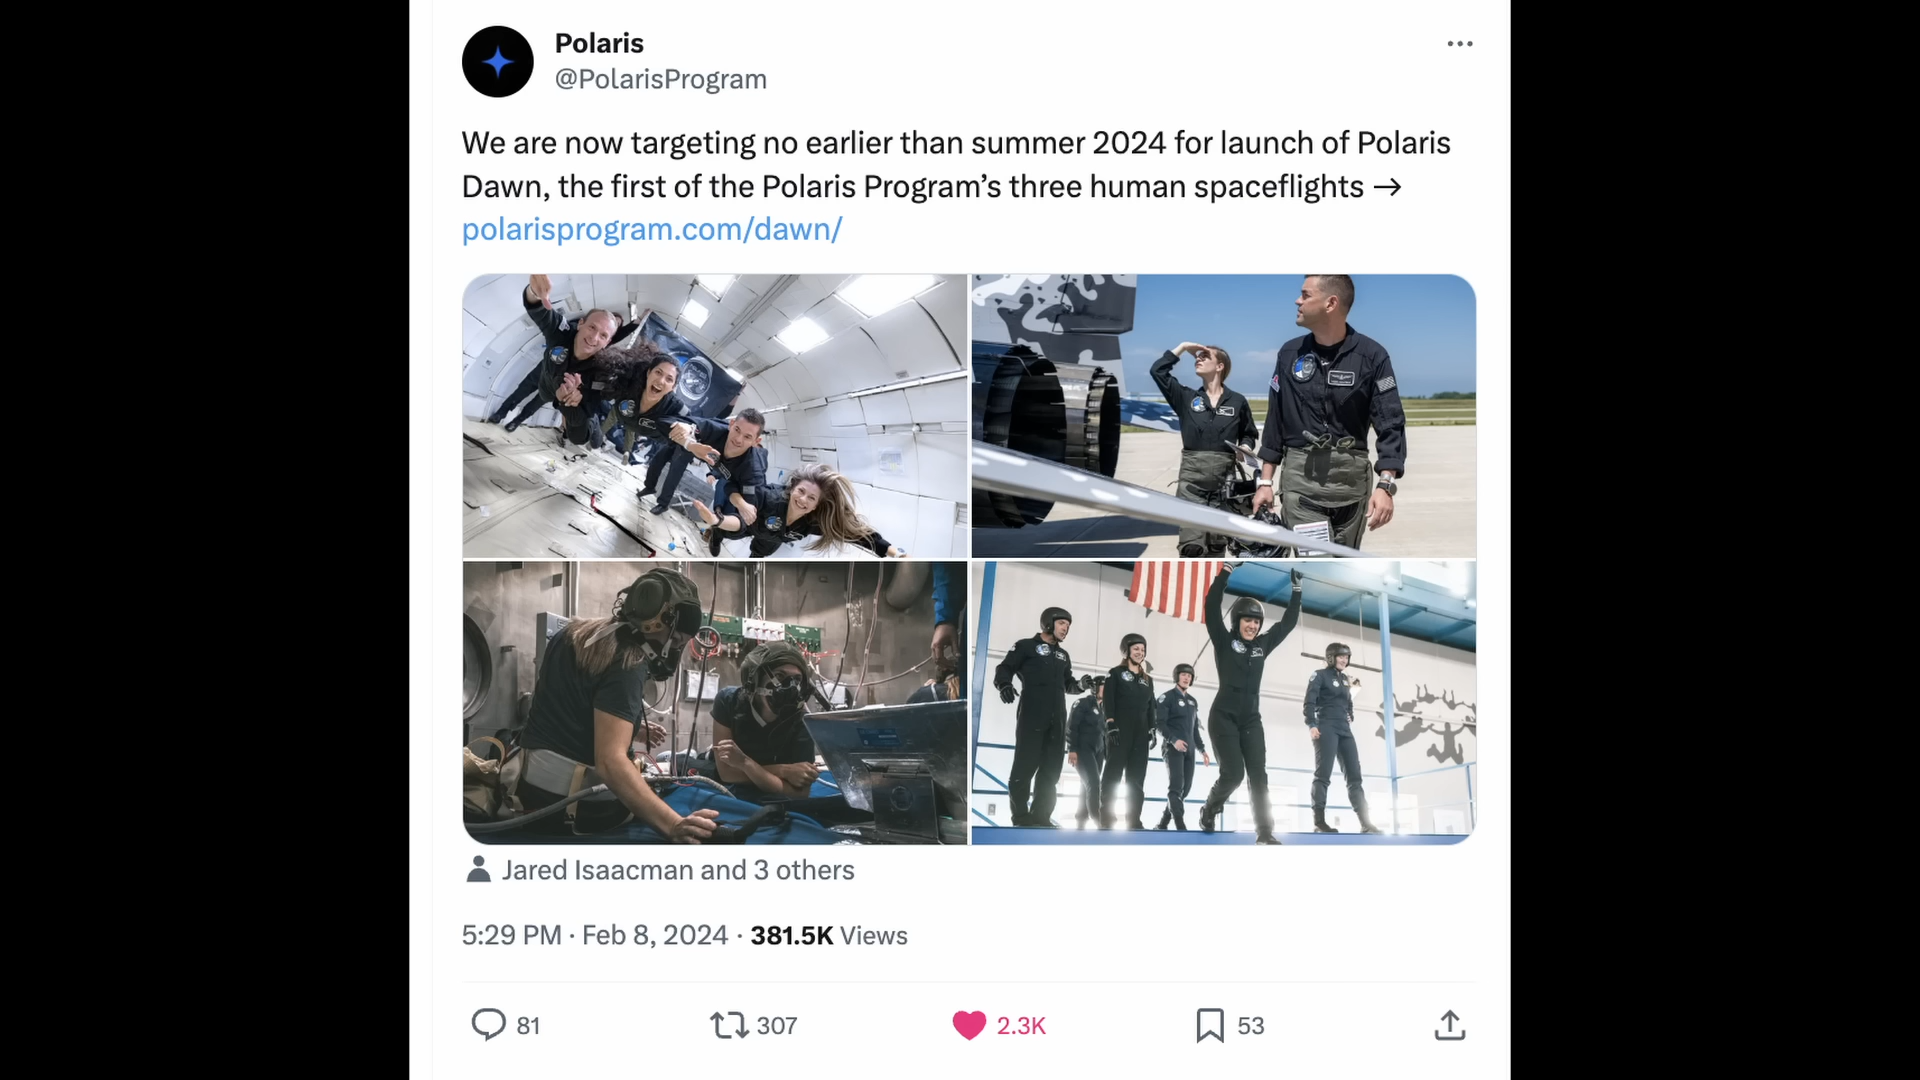 Polaris
@PolarisProgram
We are now targeting no earlier than summer 2024 for launch of Polaris
Dawn, the first of the Polaris Program’s three human spaceflights →
polarisprogram.com/dawn/
Jared Isaacman and 3 others
5:29 PM · Feb 8, 2024 · 381.5K Views
81
307
2.3K
53